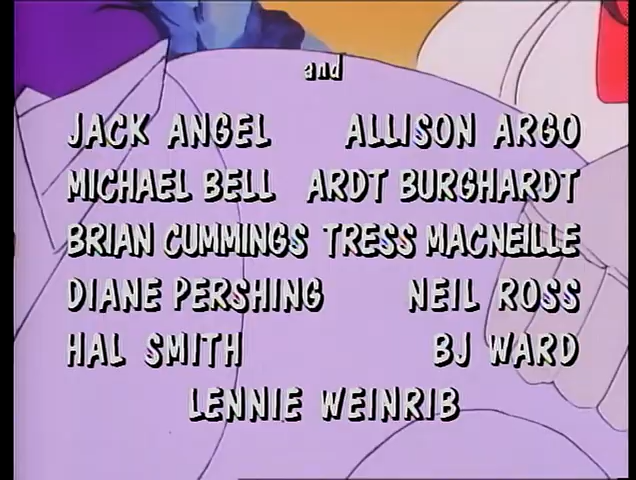 and
JACK ANGEL ALLISON ARGO
MICHAEL BELL ARDT BURGHARDT
BRIAN CUMMINGS TRESS MACNEILLE
DIANE PERSHING NEIL ROSS
HAL SMITH BJ WARD
LENNIE WEINRIB